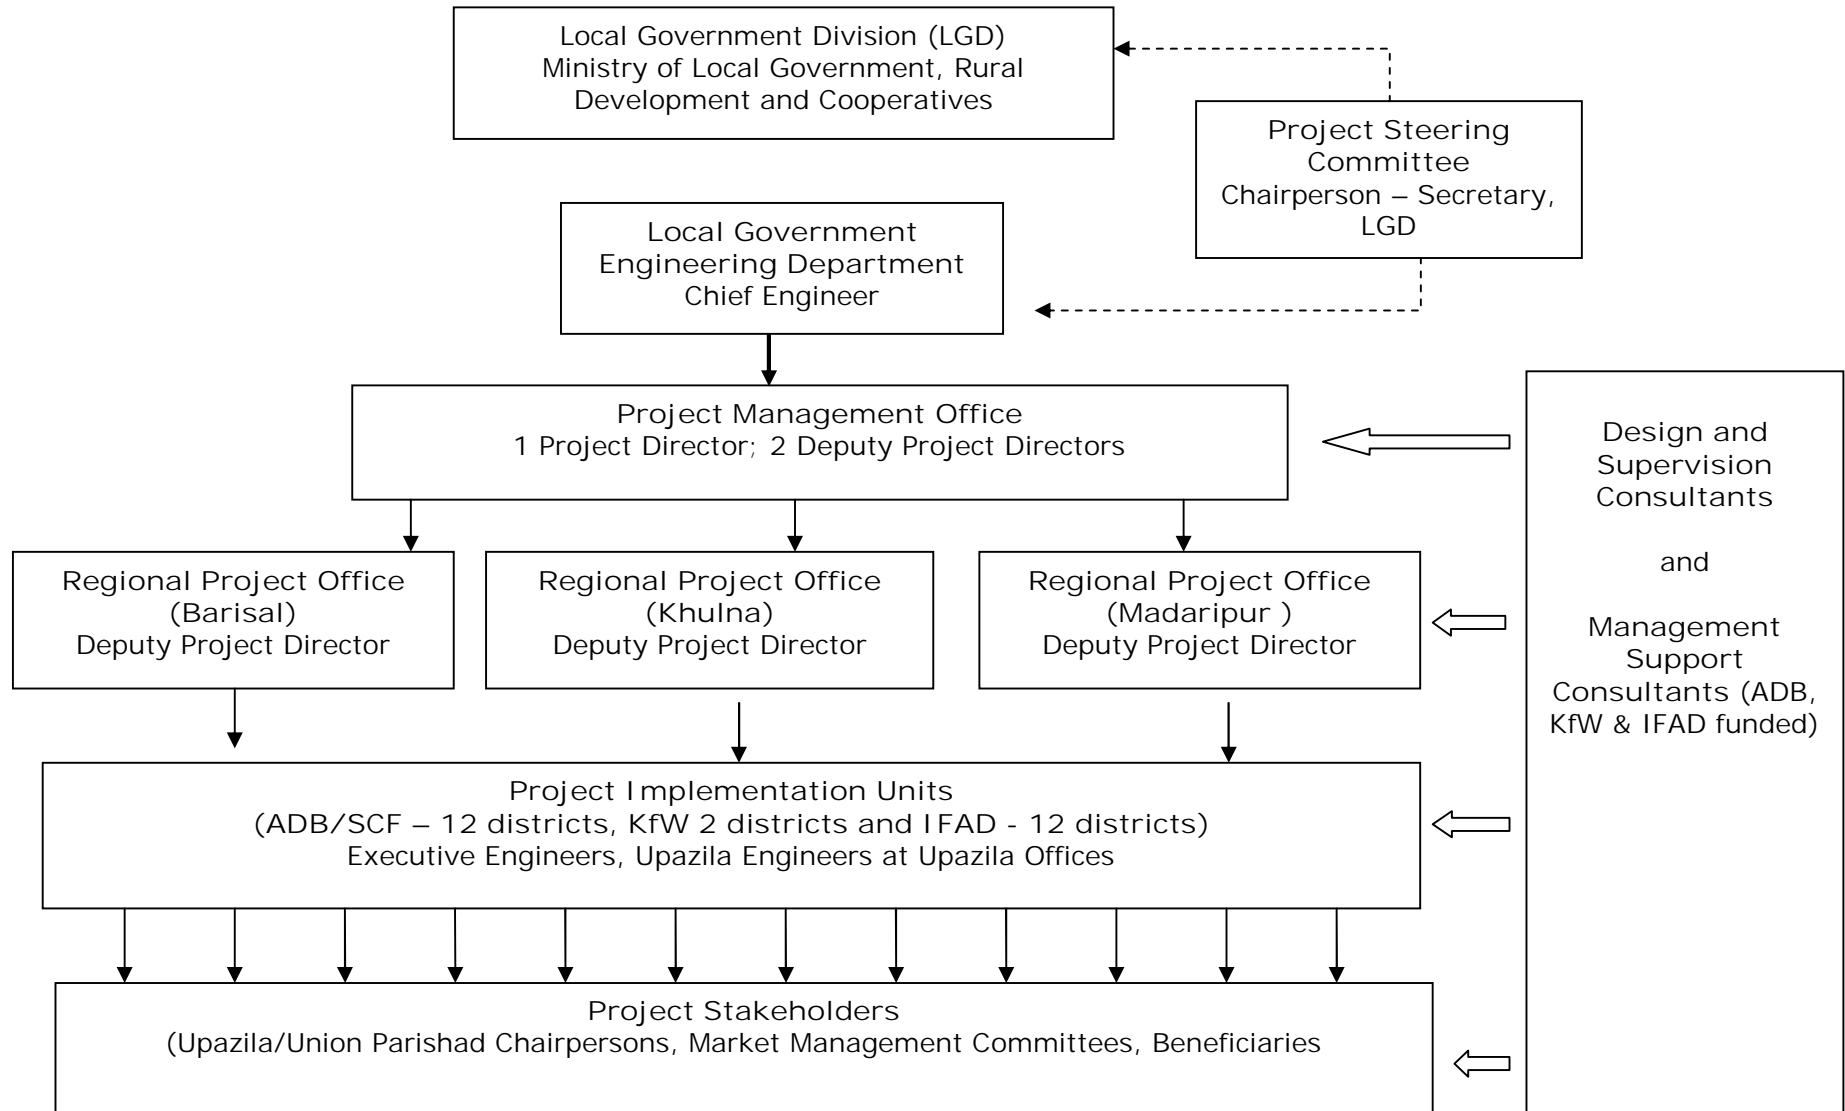 Local Government Division (LGD)
Ministry of Local Government, Rural
Development and Cooperatives
Project Steering
Committee
Chairperson – Secretary,
LGD
Local Government
Engineering Department
Chief Engineer
Project Management Office
1 Project Director; 2 Deputy Project Directors
Regional Project Office
(Barisal)
Deputy Project Director
Regional Project Office
(Khulna)
Deputy Project Director
Regional Project Office
(Madaripur )
Deputy Project Director
Design and
Supervision
Consultants
and
Management
Support
Consultants (ADB,
KfW & IFAD funded)
Project Implementation Units
(ADB/SCF – 12 districts, KfW 2 districts and IFAD - 12 districts)
Executive Engineers, Upazila Engineers at Upazila Offices
Project Stakeholders
(Upazila/Union Parishad Chairpersons, Market Management Committees, Beneficiaries